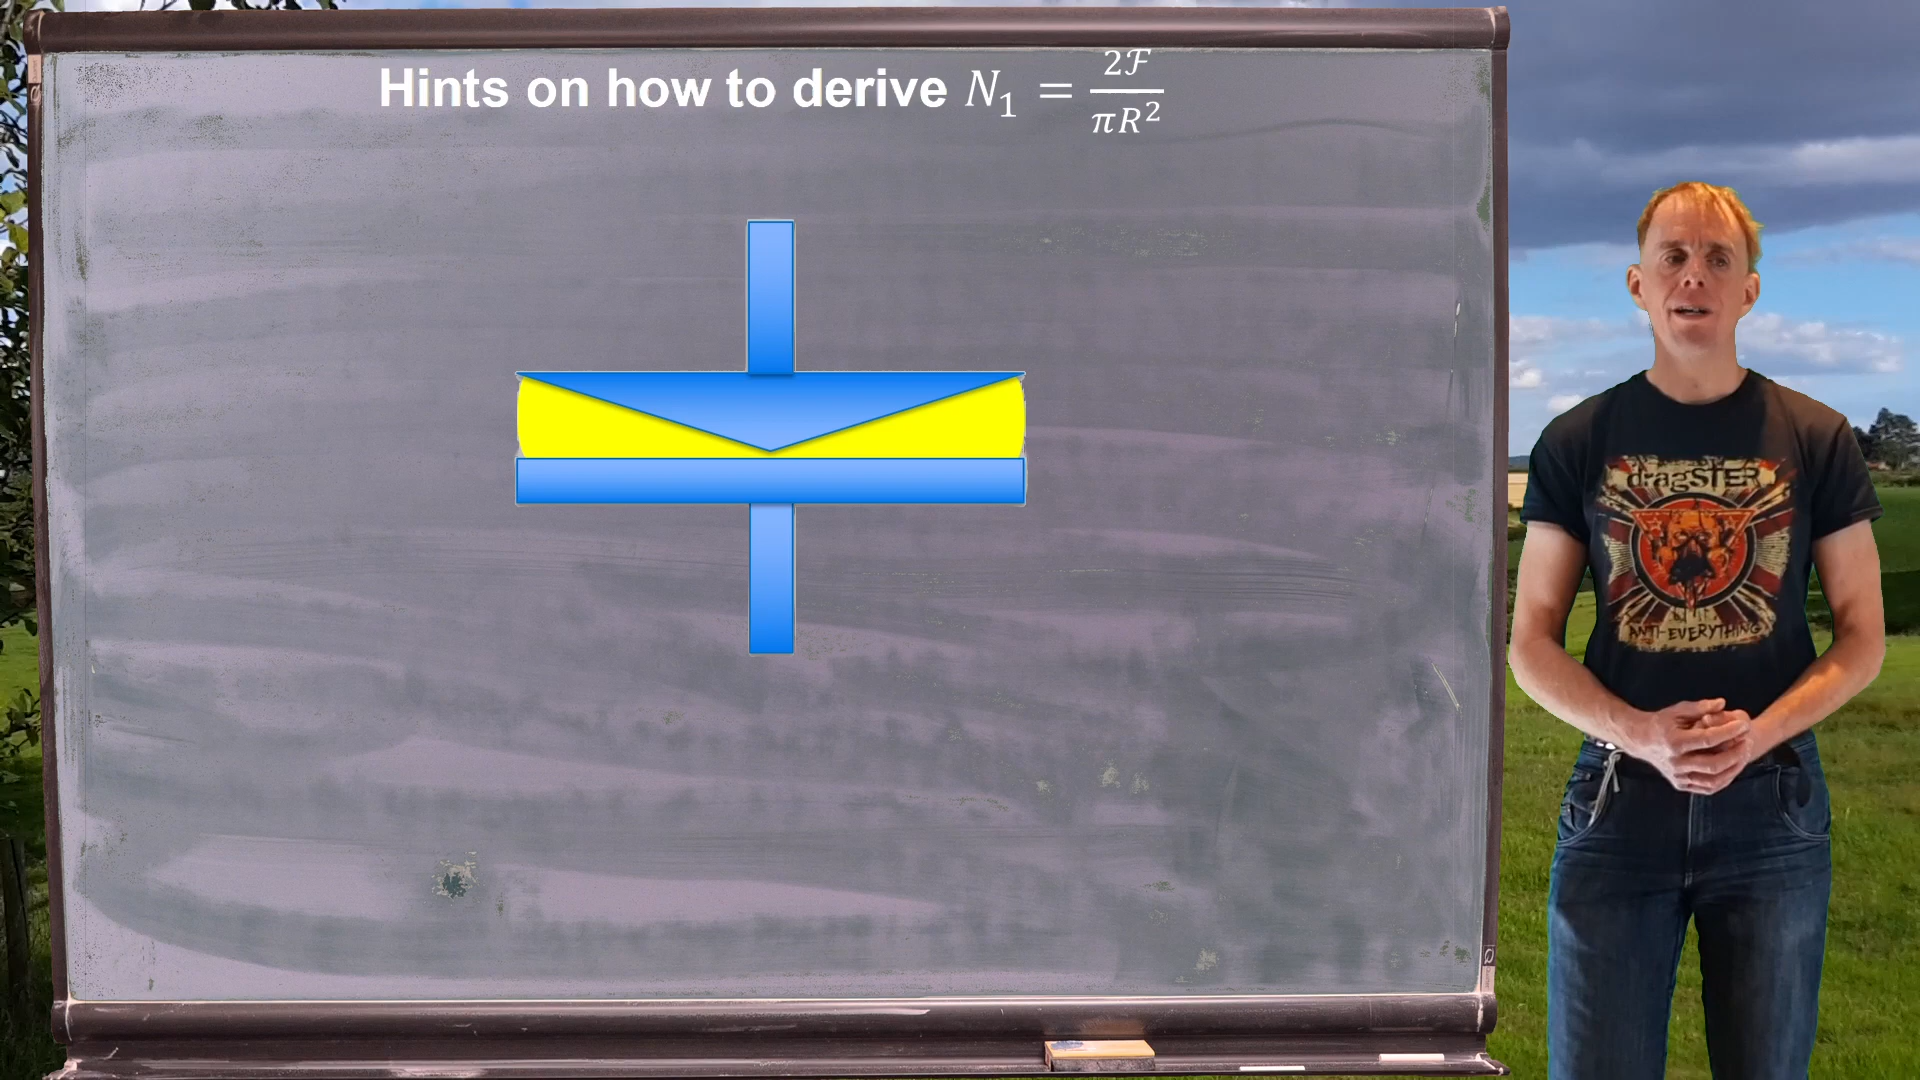 Hints on how to derive N₁ = 2ℱ/πR²
dragSTER
ANTI-EVERYTHING